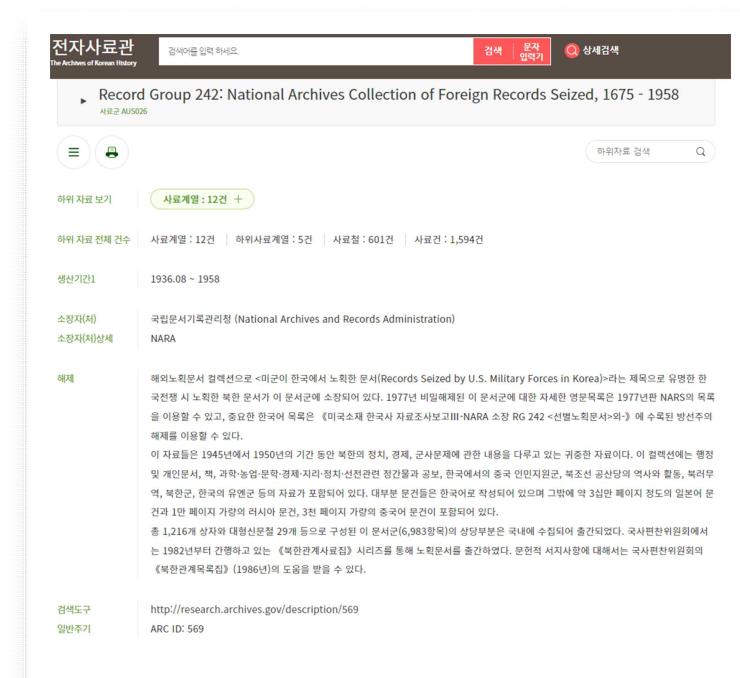 전자사료관
The Archives of Korean History
검색어를 입력 하세요.
검색
문자
입력기
상세검색
Record Group 242: National Archives Collection of Foreign Records Seized, 1675 - 1958
사료군 AUS026
하위자료 검색
하위 자료 보기
사료계열 : 12건 +
하위 자료 전체 건수
사료계열 : 12건 | 하위사료계열 : 5건 | 사료철 : 601건 | 사료건 : 1,594건
생산기간1
1936.08 ~ 1958
소장자(처)
국립문서기록관리청 (National Archives and Records Administration)
소장자(처)상세
NARA
해제
해외노획문서 컬렉션으로 <미군이 한국에서 노획한 문서(Records Seized by U.S. Military Forces in Korea)>라는 제목으로 유명한 한
국전쟁 시 노획한 북한 문서가 이 문서군에 소장되어 있다. 1977년 비밀해제된 이 문서군에 대한 자세한 영문목록은 1977년판 NARS의 목록
을 이용할 수 있고, 중요한 한국어 목록은 《미국소재 한국사 자료조사보고III-NARA 소장 RG 242 <선별노획문서>외-》에 수록된 방선주의
해제를 이용할 수 있다.
이 자료들은 1945년에서 1950년의 기간 동안 북한의 정치, 경제, 군사문제에 관한 내용을 다루고 있는 귀중한 자료이다. 이 컬렉션에는 행정
및 개인문서, 책, 과학·농업·문학·경제·지리·정치·선전관련 정간물과 공보, 한국에서의 중국 인민지원군, 북조선 공산당의 역사와 활동, 북러무
역, 북한군, 한국의 유엔군 등의 자료가 포함되어 있다. 대부분 문건들은 한국어로 작성되어 있으며 그밖에 약 3십만 페이지 정도의 일본어 문
건과 1만 페이지 가량의 러시아 문건, 3천 페이지 가량의 중국어 문건이 포함되어 있다.
총 1,216개 상자와 대형신문철 29개 등으로 구성된 이 문서군(6,983항목)의 상당부분은 국내에 수집되어 출간되었다. 국사편찬위원회에서
는 1982년부터 간행하고 있는 《북한관계사료집》 시리즈를 통해 노획문서를 출간하였다. 문헌적 서지사항에 대해서는 국사편찬위원회의
《북한관계목록집》(1986년)의 도움을 받을 수 있다.
검색도구
http://research.archives.gov/description/569
일반주기
ARC ID: 569